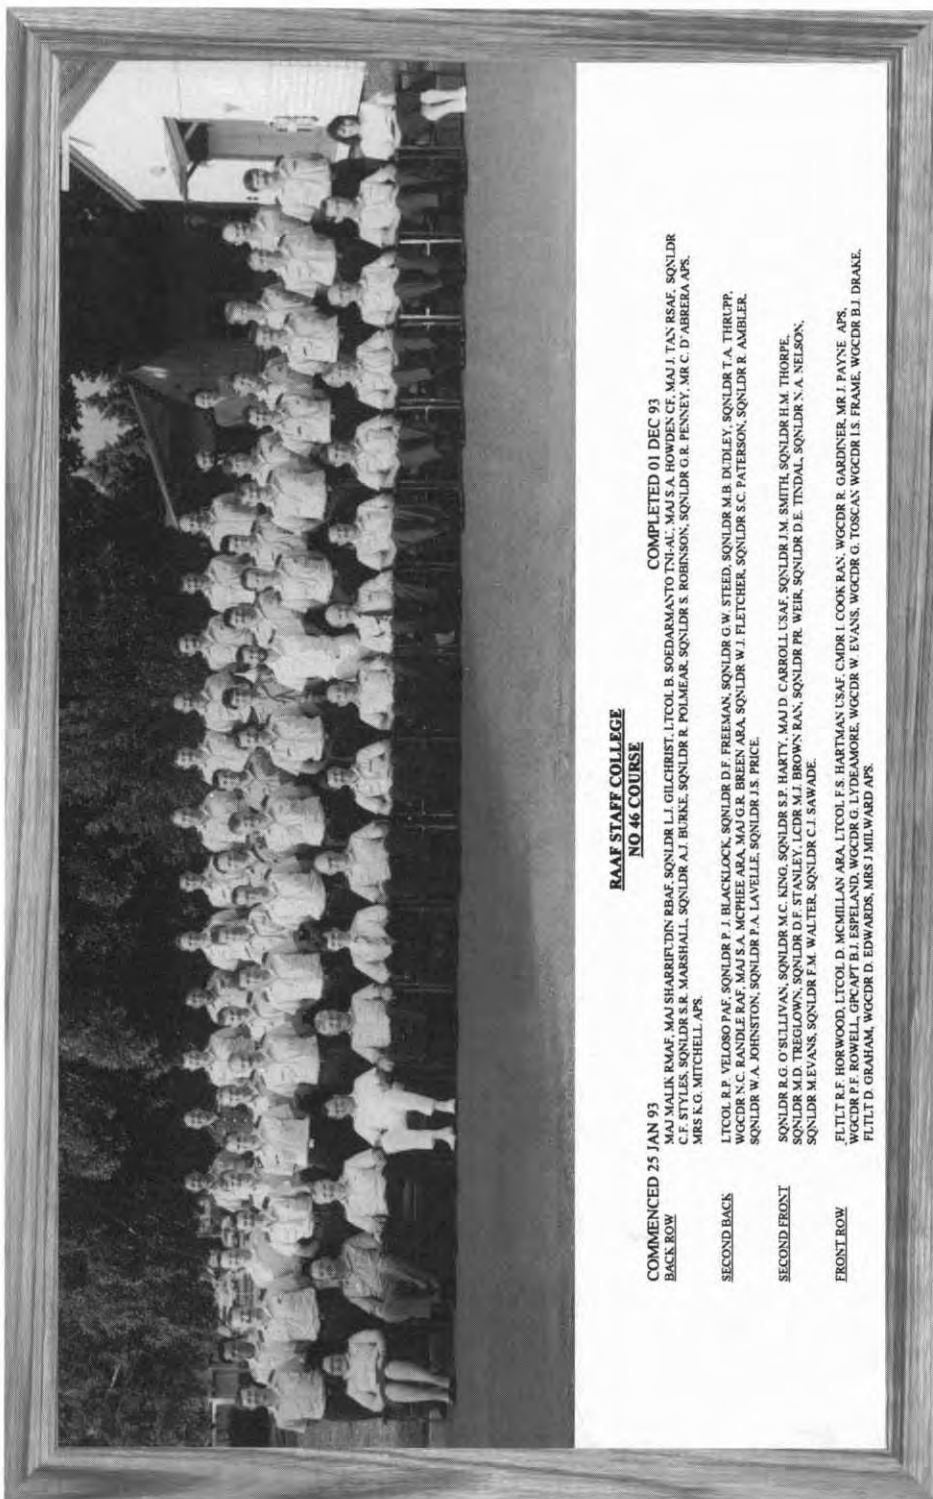 RAAF STAFF COLLEGE
NO 46 COURSE
COMMENCED 25 JAN 93 COMPLETED 01 DEC 93
BACK ROW MAJ MALIK RMAF, MAJ SHARRIFUDIN RBAF, SQNLDR L.J. GILCHRIST, LTCOL B. SOEDARMANTO TNI-AU, MAJ S.A. HOWDEN CF, MAJ J. TAN RSAF, SQNLDR
C.F. STYLES, SQNLDR S.R. MARSHALL, SQNLDR A.J. BURKE, SQNLDR R. POLMEAR, SQNLDR S. ROBINSON, SQNLDR G.R. PENNEY, MR C. D'ABRERA APS.
MRS K.G. MITCHELL APS.
SECOND BACK LTCOL R.P. VELOSO PAF, SQNLDR P.J. BLACKLOCK, SQNLDR D.F. FREEMAN, SQNLDR G.W. STEED, SQNLDR M.B. DUDLEY, SQNLDR T.A. THRUPP,
WGCDR N.C. RANDLE RAF, MAJ S.A. MCPHEE ARA, MAJ G.R. BREEN ARA, SQNLDR W.J. FLETCHER, SQNLDR S.C. PATERSON, SQNLDR R. AMBLER,
SQNLDR W.A. JOHNSTON, SQNLDR P.A. LAVELLE, SQNLDR J.S. PRICE.
SECOND FRONT SQNLDR R.G. O'SULLIVAN, SQNLDR M.C. KING, SQNLDR S.P. HARTY, MAJ D. CARROLL USAF, SQNLDR J.M. SMITH, SQNLDR H.M. THORPE,
SQNLDR M.D. TREGLOWN, SQNLDR D.F. STANLEY, LCDR M.J. BROWN RAN, SQNLDR PR. WEIR, SQNLDR D.E. TINDAL, SQNLDR N.A. NELSON,
SQNLDR M.EVANS, SQNLDR F.M. WALTER, SQNLDR C.J. SAWADE.
FRONT ROW FLTLT R.F. HORWOOD, LTCOL D. MCMILLAN ARA, LTCOL F.S. HARTMAN USAF, CMDR I. COOK RAN, WGCDR R. GARDINER, MR J. PAYNE APS,
WGCDR P.F. ROWELL, GPCAPT B.J. ESPELAND, WGCDR G. LYDEAMORE, WGCDR W. EVANS, WGCDR G. TOSCAN WGCDR I.S. FRAME, WGCDR B.J. DRAKE,
FLTLT D. GRAHAM, WGCDR D. EDWARDS, MRS J MILWARD APS.